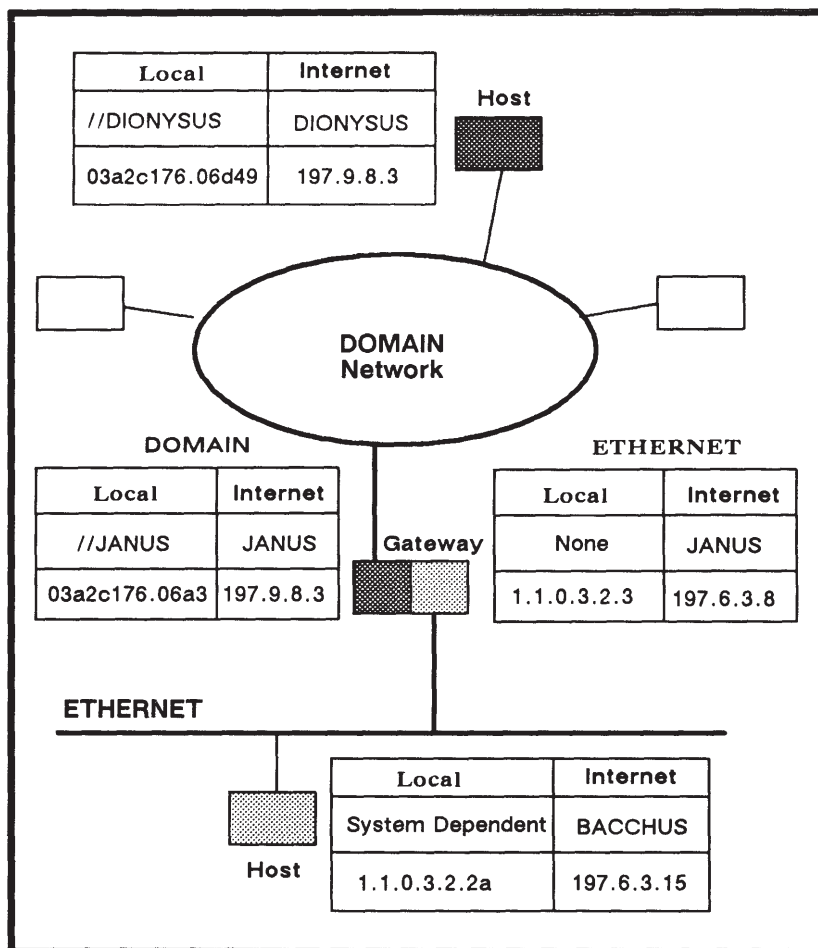 Local Internet
//DIONYSUS DIONYSUS
03a2c176.06d49 197.9.8.3
Host
DOMAIN
Network
DOMAIN
Local Internet
//JANUS JANUS
03a2c176.06a3 197.9.8.3
Gateway
ETHERNET
Local Internet
None JANUS
1.1.0.3.2.3 197.6.3.8
ETHERNET
Host
Local Internet
System Dependent BACCHUS
1.1.0.3.2.2a 197.6.3.15